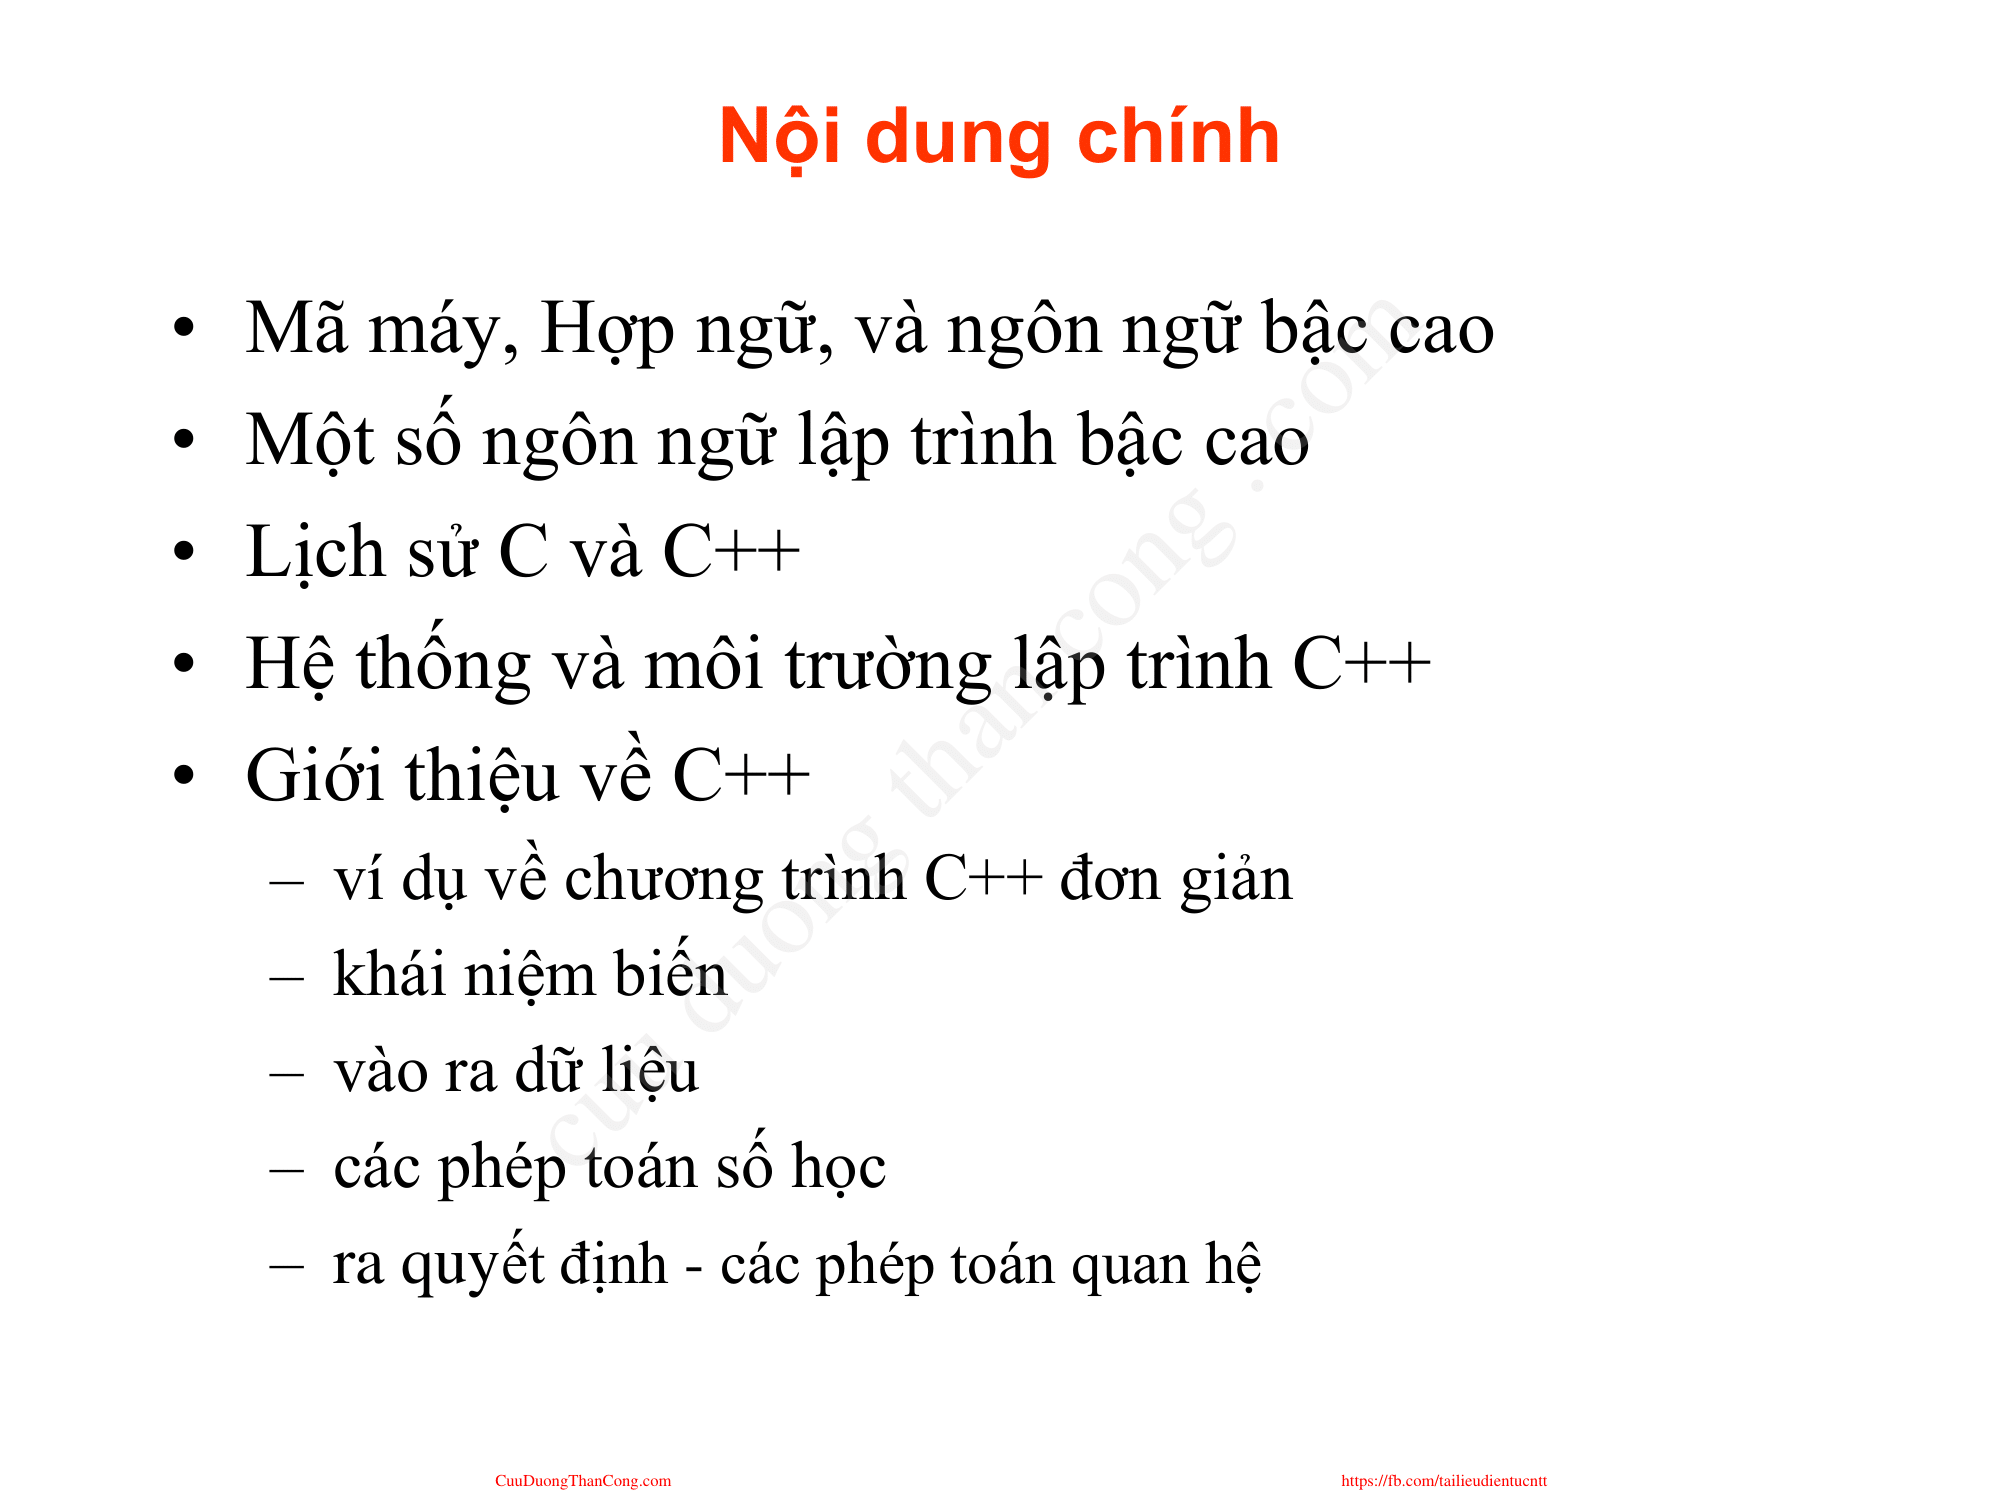 Nội dung chính
• Mã máy, Hợp ngữ, và ngôn ngữ bậc cao
• Một số ngôn ngữ lập trình bậc cao
• Lịch sử C và C++
• Hệ thống và môi trường lập trình C++
• Giới thiệu về C++
– ví dụ về chương trình C++ đơn giản
– khái niệm biến
– vào ra dữ liệu
– các phép toán số học
– ra quyết định - các phép toán quan hệ
cuu duong than cong . com
CuuDuongThanCong.com
https://fb.com/tailieudientucntt